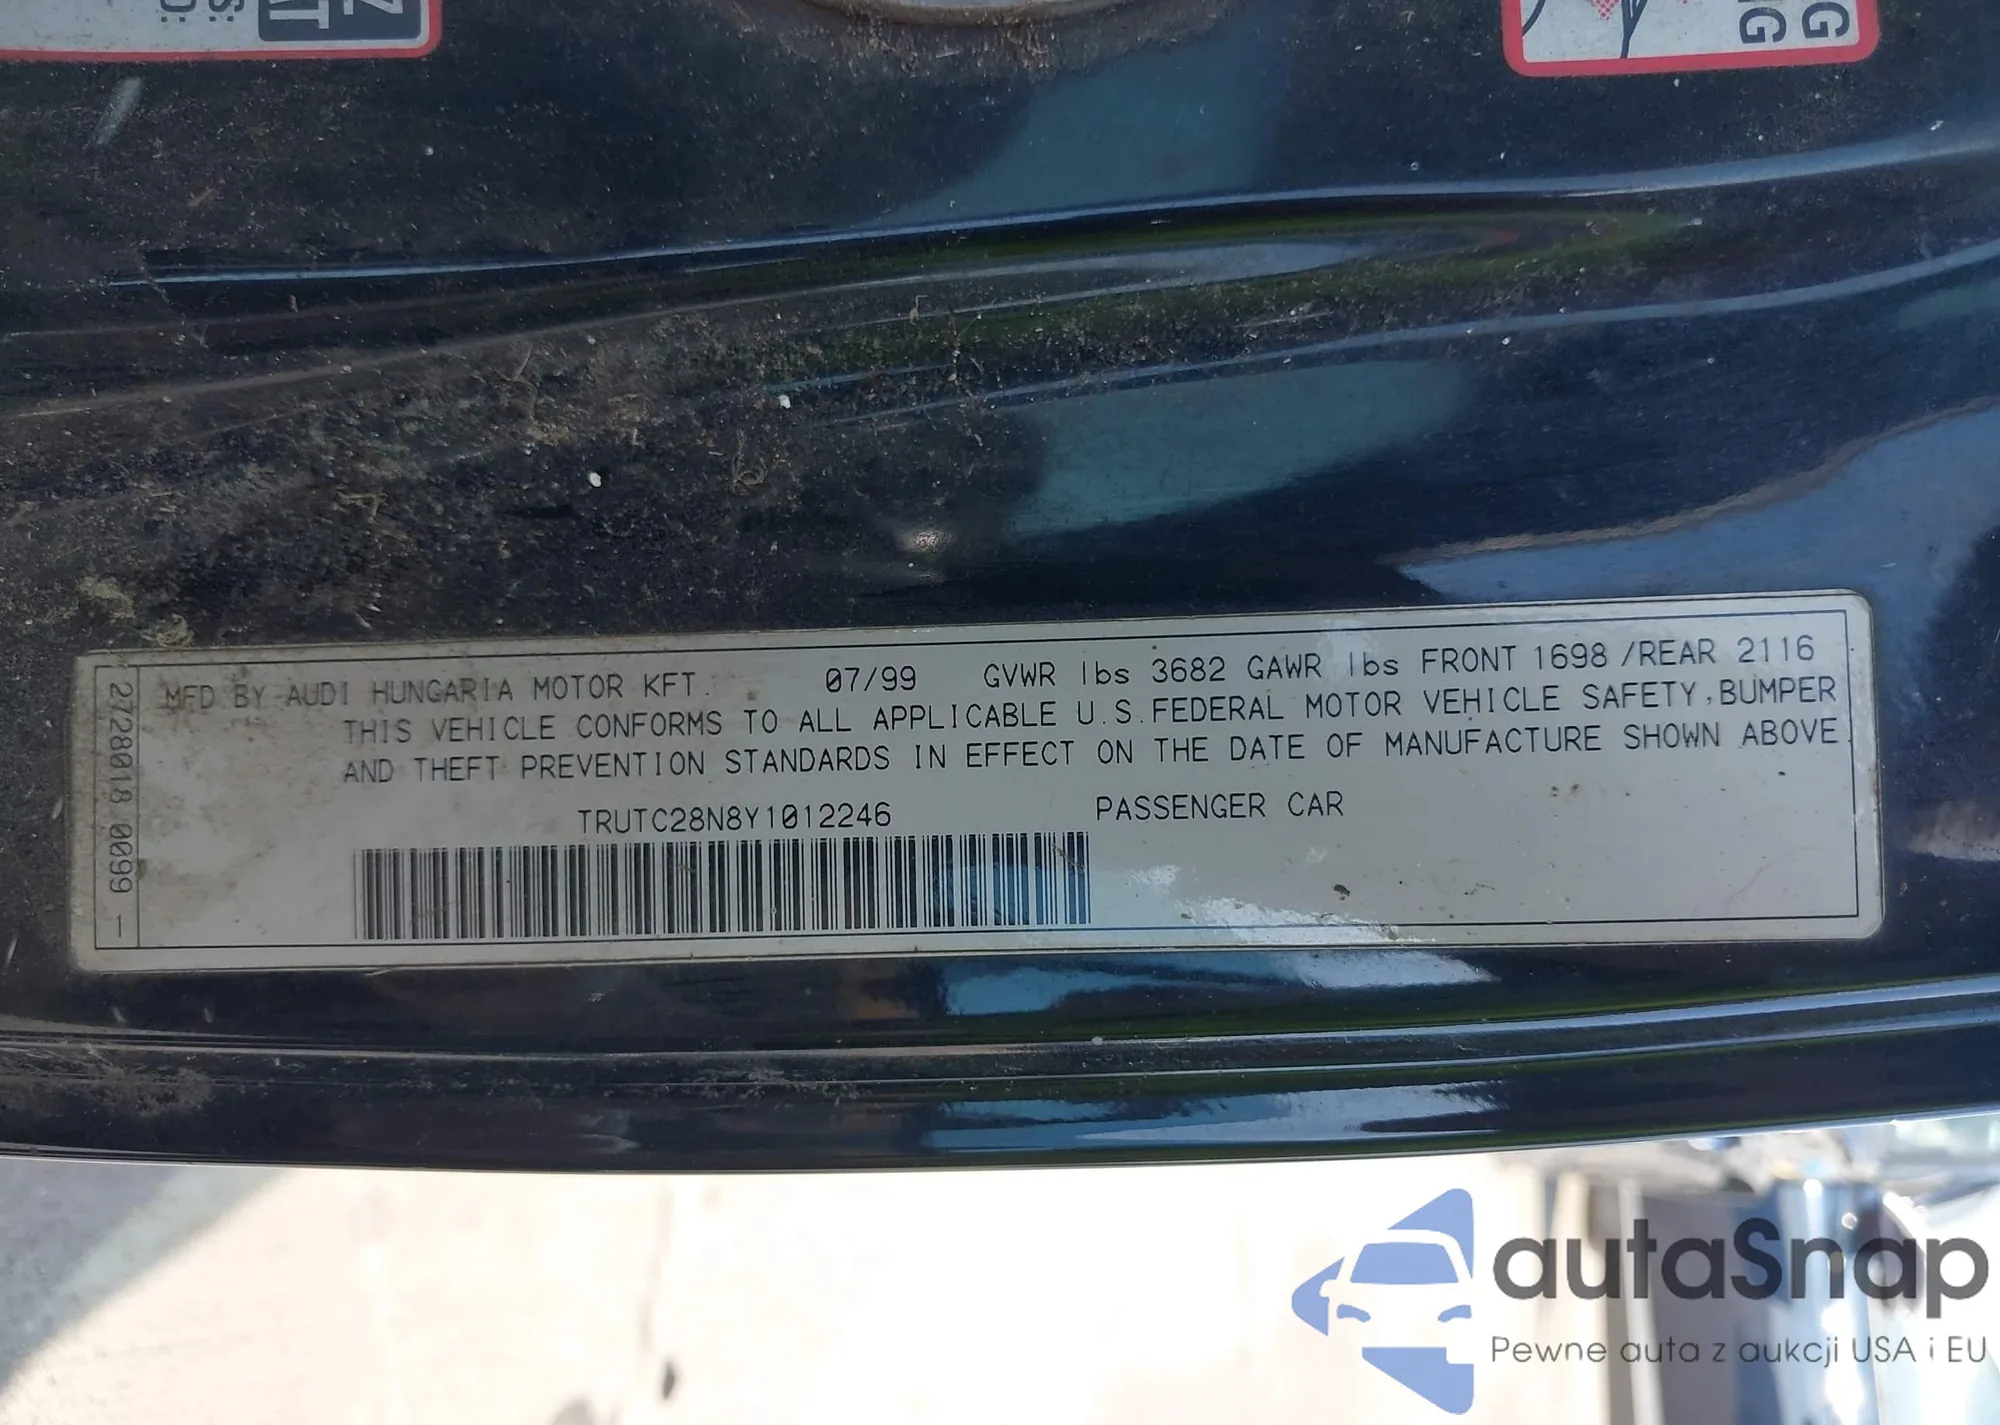 MFD BY AUDI HUNGARIA MOTOR KFT. 07/99 GVWR lbs 3682 GAWR lbs FRONT 1698 /REAR 2116
THIS VEHICLE CONFORMS TO ALL APPLICABLE U.S.FEDERAL MOTOR VEHICLE SAFETY,BUMPER
AND THEFT PREVENTION STANDARDS IN EFFECT ON THE DATE OF MANUFACTURE SHOWN ABOVE.
TRUTC28N8Y1012246 PASSENGER CAR
2728018 0099 –
autaSnap
Pewne auta z aukcji USA i EU